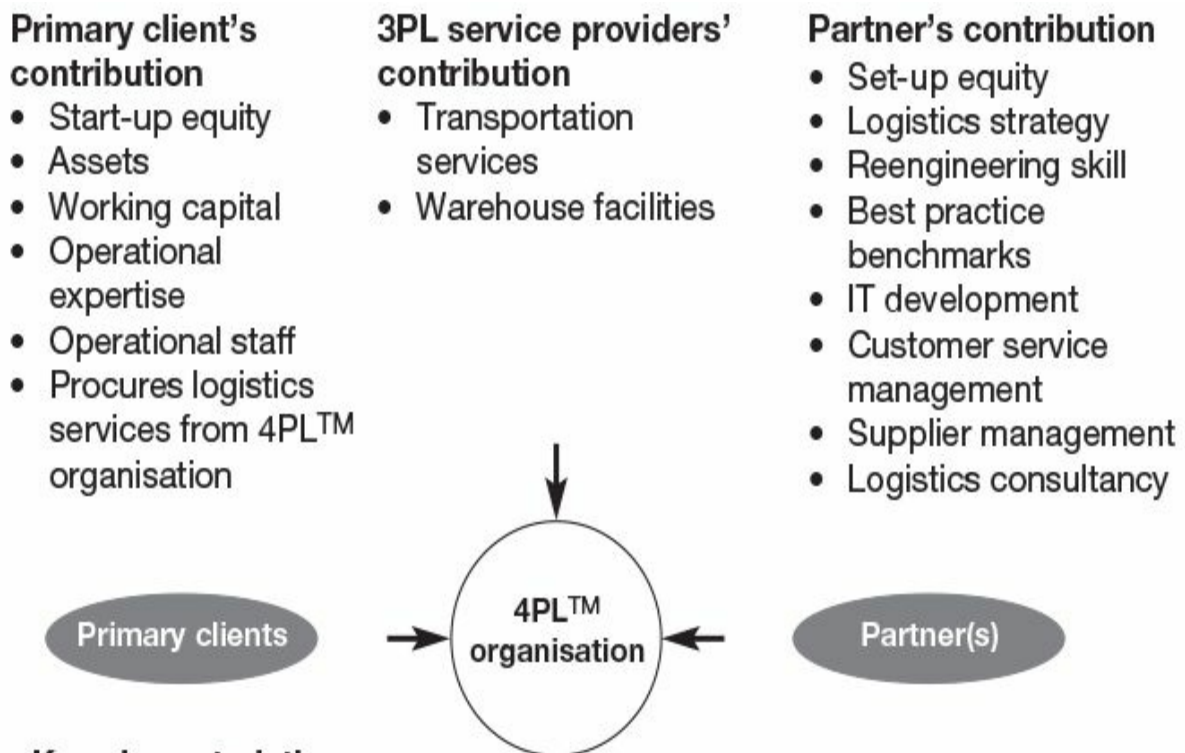 Primary client's
contribution
• Start-up equity
• Assets
• Working capital
• Operational
expertise
• Operational staff
• Procures logistics
services from 4PL™
organisation
3PL service providers'
contribution
• Transportation
services
• Warehouse facilities
Partner's contribution
• Set-up equity
• Logistics strategy
• Reengineering skill
• Best practice
benchmarks
• IT development
• Customer service
management
• Supplier management
• Logistics consultancy
Primary clients
4PL™
organisation
Partner(s)